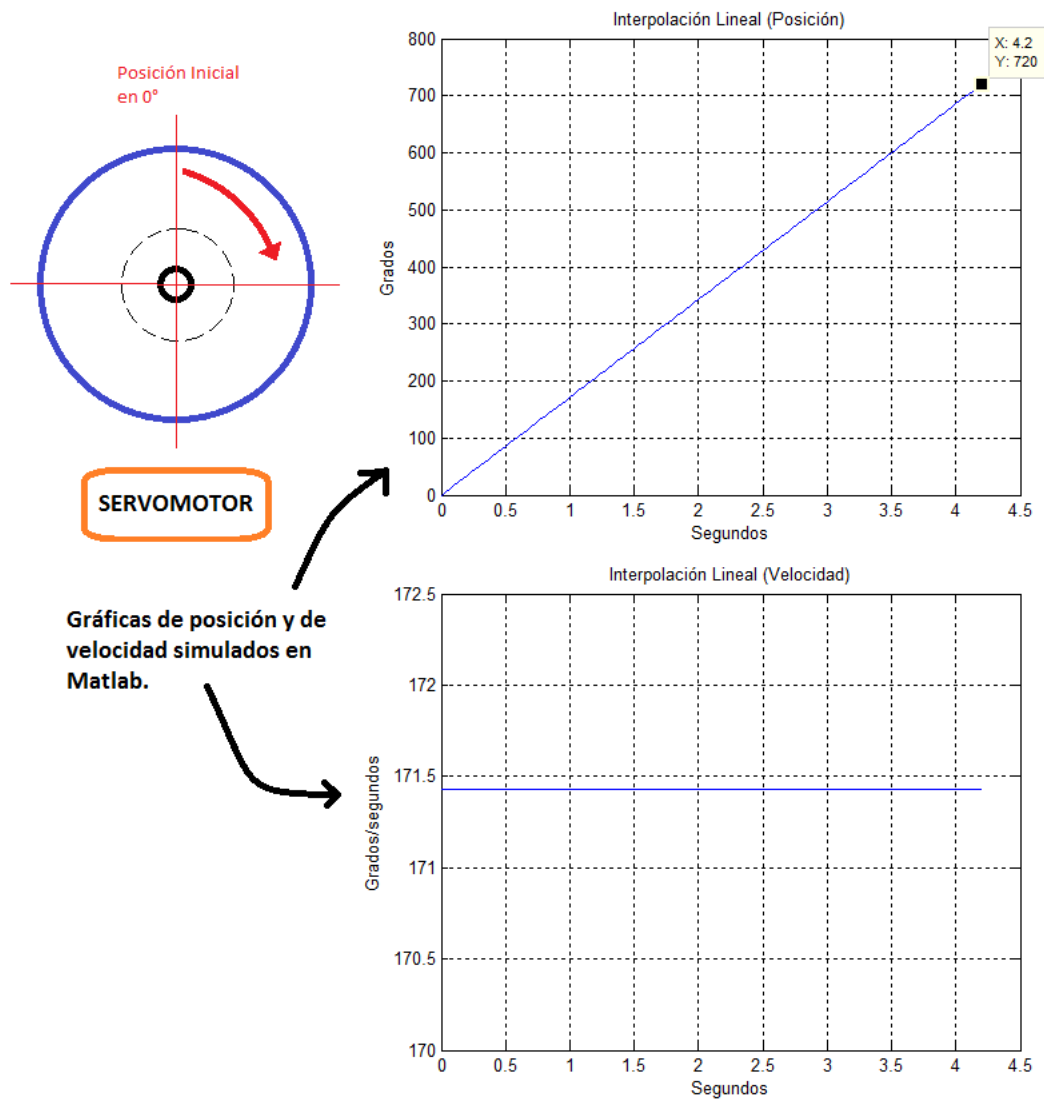 Posición Inicial
en 0°
SERVOMOTOR
Gráficas de posición y de
velocidad simulados en
Matlab.
Interpolación Lineal (Posición)
X: 4.2
Y: 720
800
700
600
500
400
300
200
100
0
Grados
0 0.5 1 1.5 2 2.5 3 3.5 4 4.5
Segundos
Interpolación Lineal (Velocidad)
172.5
172
171.5
171
170.5
170
Grados/segundos
0 0.5 1 1.5 2 2.5 3 3.5 4 4.5
Segundos